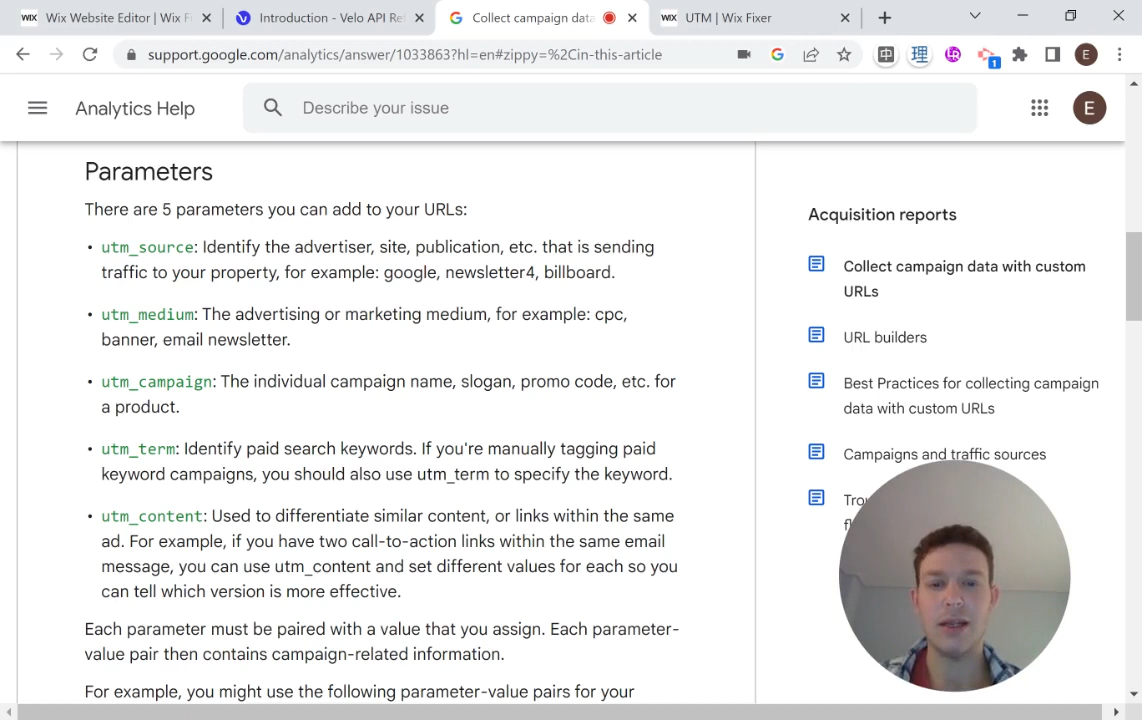 WIX Wix Website Editor | Wix Fi
Introduction - Velo API Re
Collect campaign data
WIX UTM | Wix Fixer
support.google.com/analytics/answer/1033863?hl=en#zippy=%2Cin-this-article
中
理
1
E
Analytics Help
Describe your issue
E
Parameters
There are 5 parameters you can add to your URLs:
• utm_source: Identify the advertiser, site, publication, etc. that is sending
traffic to your property, for example: google, newsletter4, billboard.
• utm_medium: The advertising or marketing medium, for example: cpc,
banner, email newsletter.
• utm_campaign: The individual campaign name, slogan, promo code, etc. for
a product.
• utm_term: Identify paid search keywords. If you're manually tagging paid
keyword campaigns, you should also use utm_term to specify the keyword.
• utm_content: Used to differentiate similar content, or links within the same
ad. For example, if you have two call-to-action links within the same email
message, you can use utm_content and set different values for each so you
can tell which version is more effective.
Each parameter must be paired with a value that you assign. Each parameter-
value pair then contains campaign-related information.
For example, you might use the following parameter-value pairs for your
Acquisition reports
Collect campaign data with custom
URLs
URL builders
Best Practices for collecting campaign
data with custom URLs
Campaigns and traffic sources